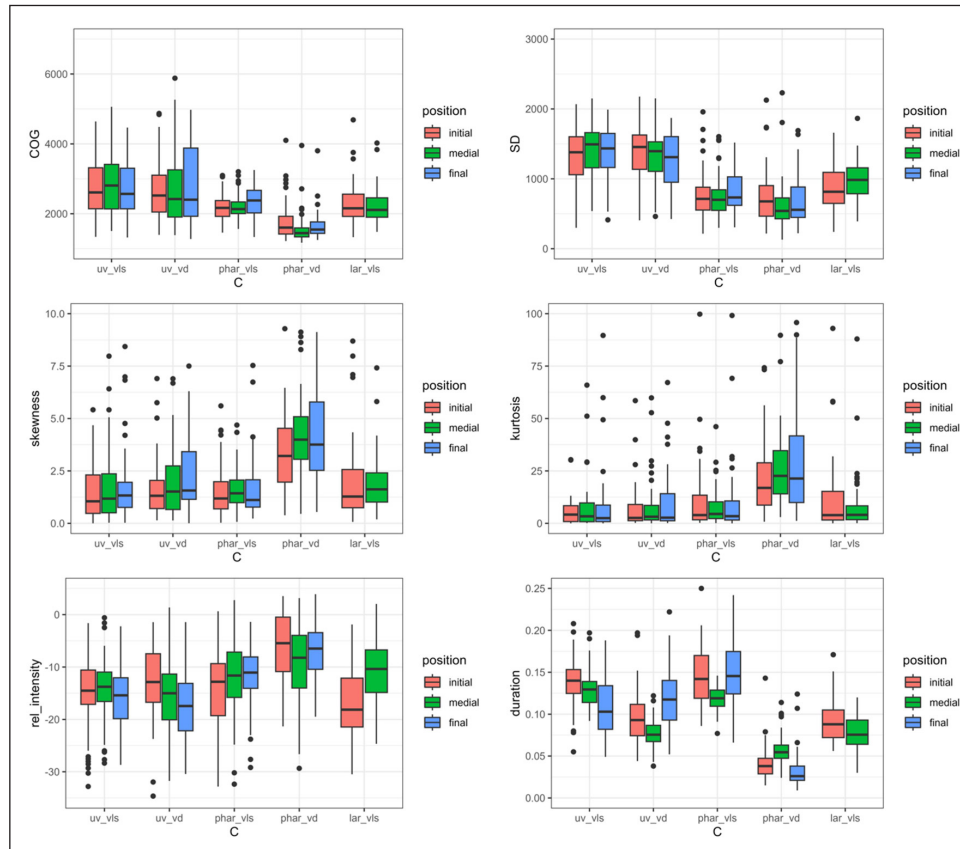 6000
4000
2000
0
COG
uv_vls uv_vd phar_vls phar_vd lar_vls
C
position
initial
medial
final
3000
2000
1000
0
SD
uv_vls uv_vd phar_vls phar_vd lar_vls
C
position
initial
medial
final
10.0
7.5
5.0
2.5
0.0
skewness
uv_vls uv_vd phar_vls phar_vd lar_vls
C
position
initial
medial
final
100
75
50
25
0
kurtosis
uv_vls uv_vd phar_vls phar_vd lar_vls
C
position
initial
medial
final
0
-10
-20
-30
rel_intensity
uv_vls uv_vd phar_vls phar_vd lar_vls
C
position
initial
medial
final
0.25
0.20
0.15
0.10
0.05
0.00
duration
uv_vls uv_vd phar_vls phar_vd lar_vls
C
position
initial
medial
final